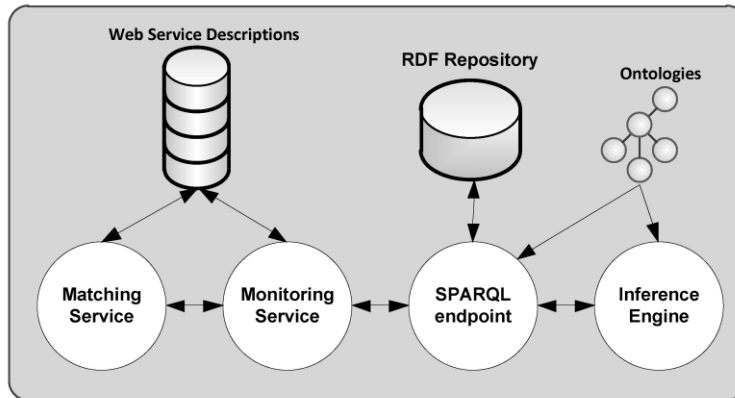 Web Service Descriptions
RDF Repository
Ontologies
Matching
Service
Monitoring
Service
SPARQL
endpoint
Inference
Engine